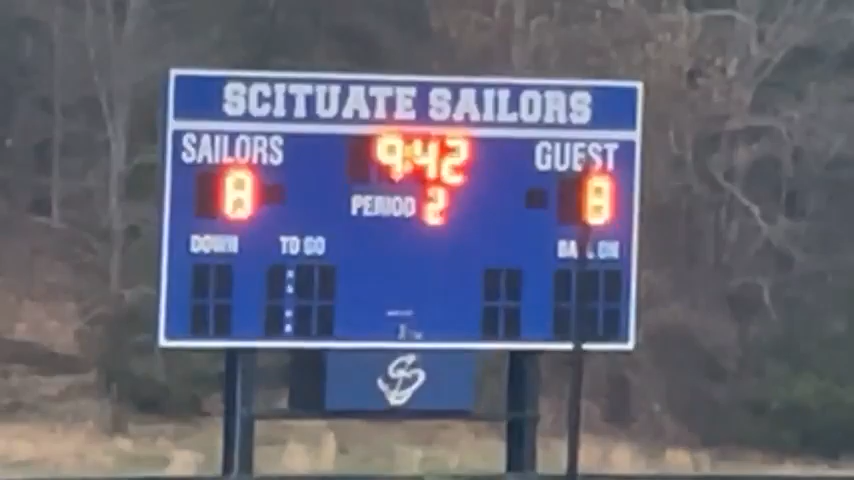 SCITUATE SAILORS
SAILORS 9:42 GUEST
8 PERIOD 2 8
DOWN TO GO BALL ON